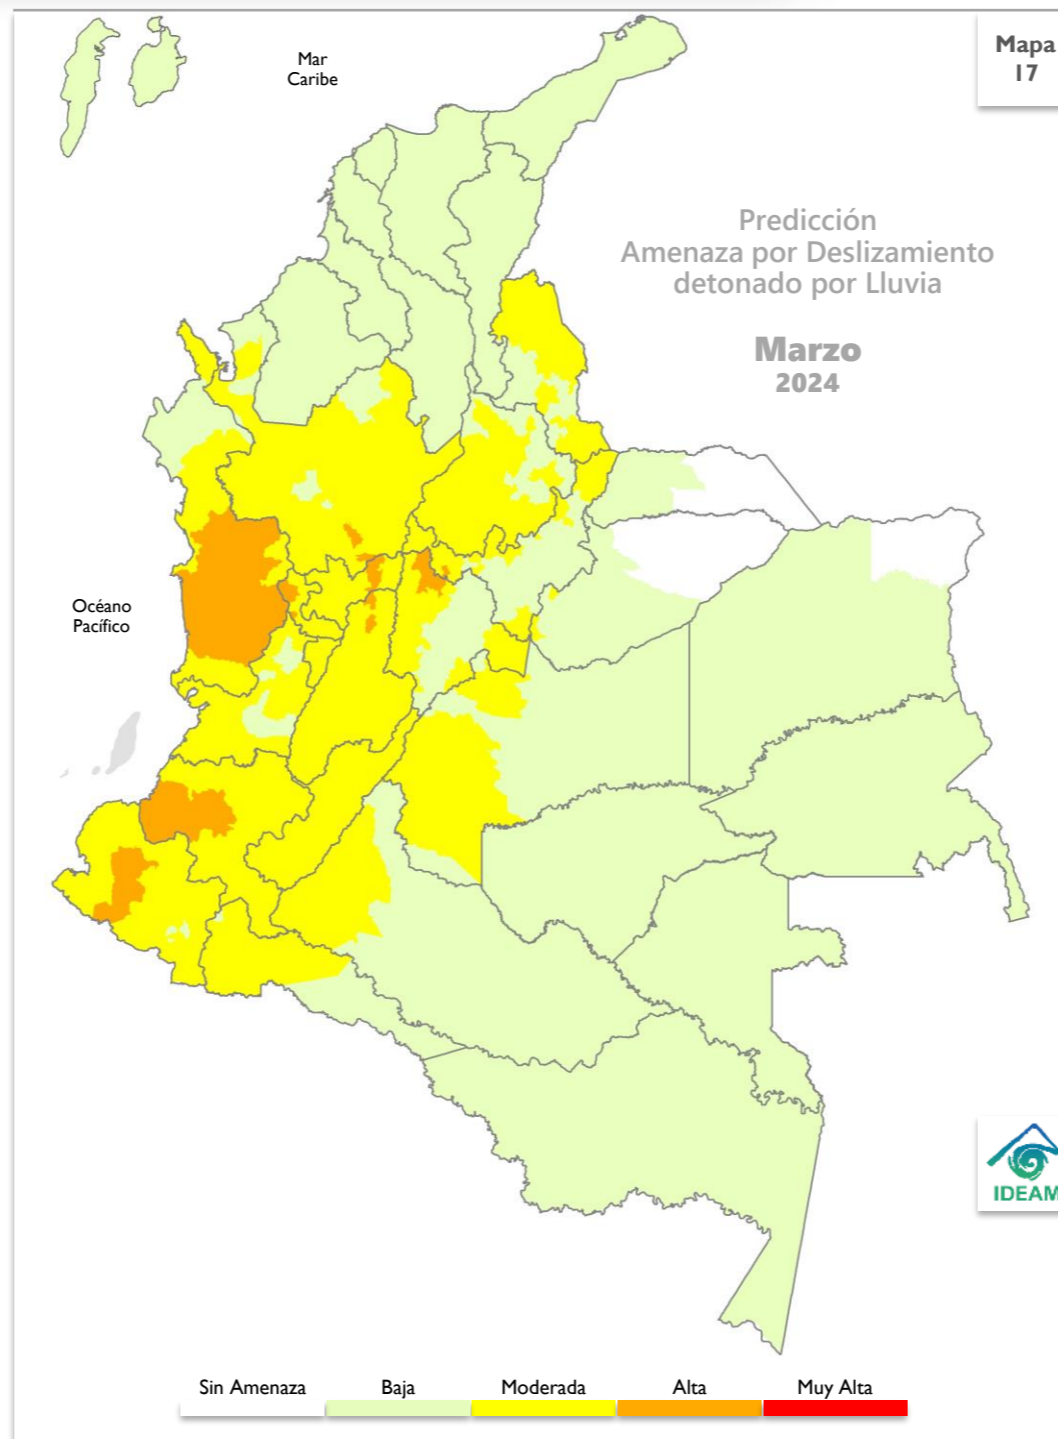 Mapa
17
Mar
Caribe
Predicción
Amenaza por Deslizamiento
detonado por Lluvia
Marzo
2024
Océano
Pacífico
IDEAM
Sin Amenaza
Baja
Moderada
Alta
Muy Alta